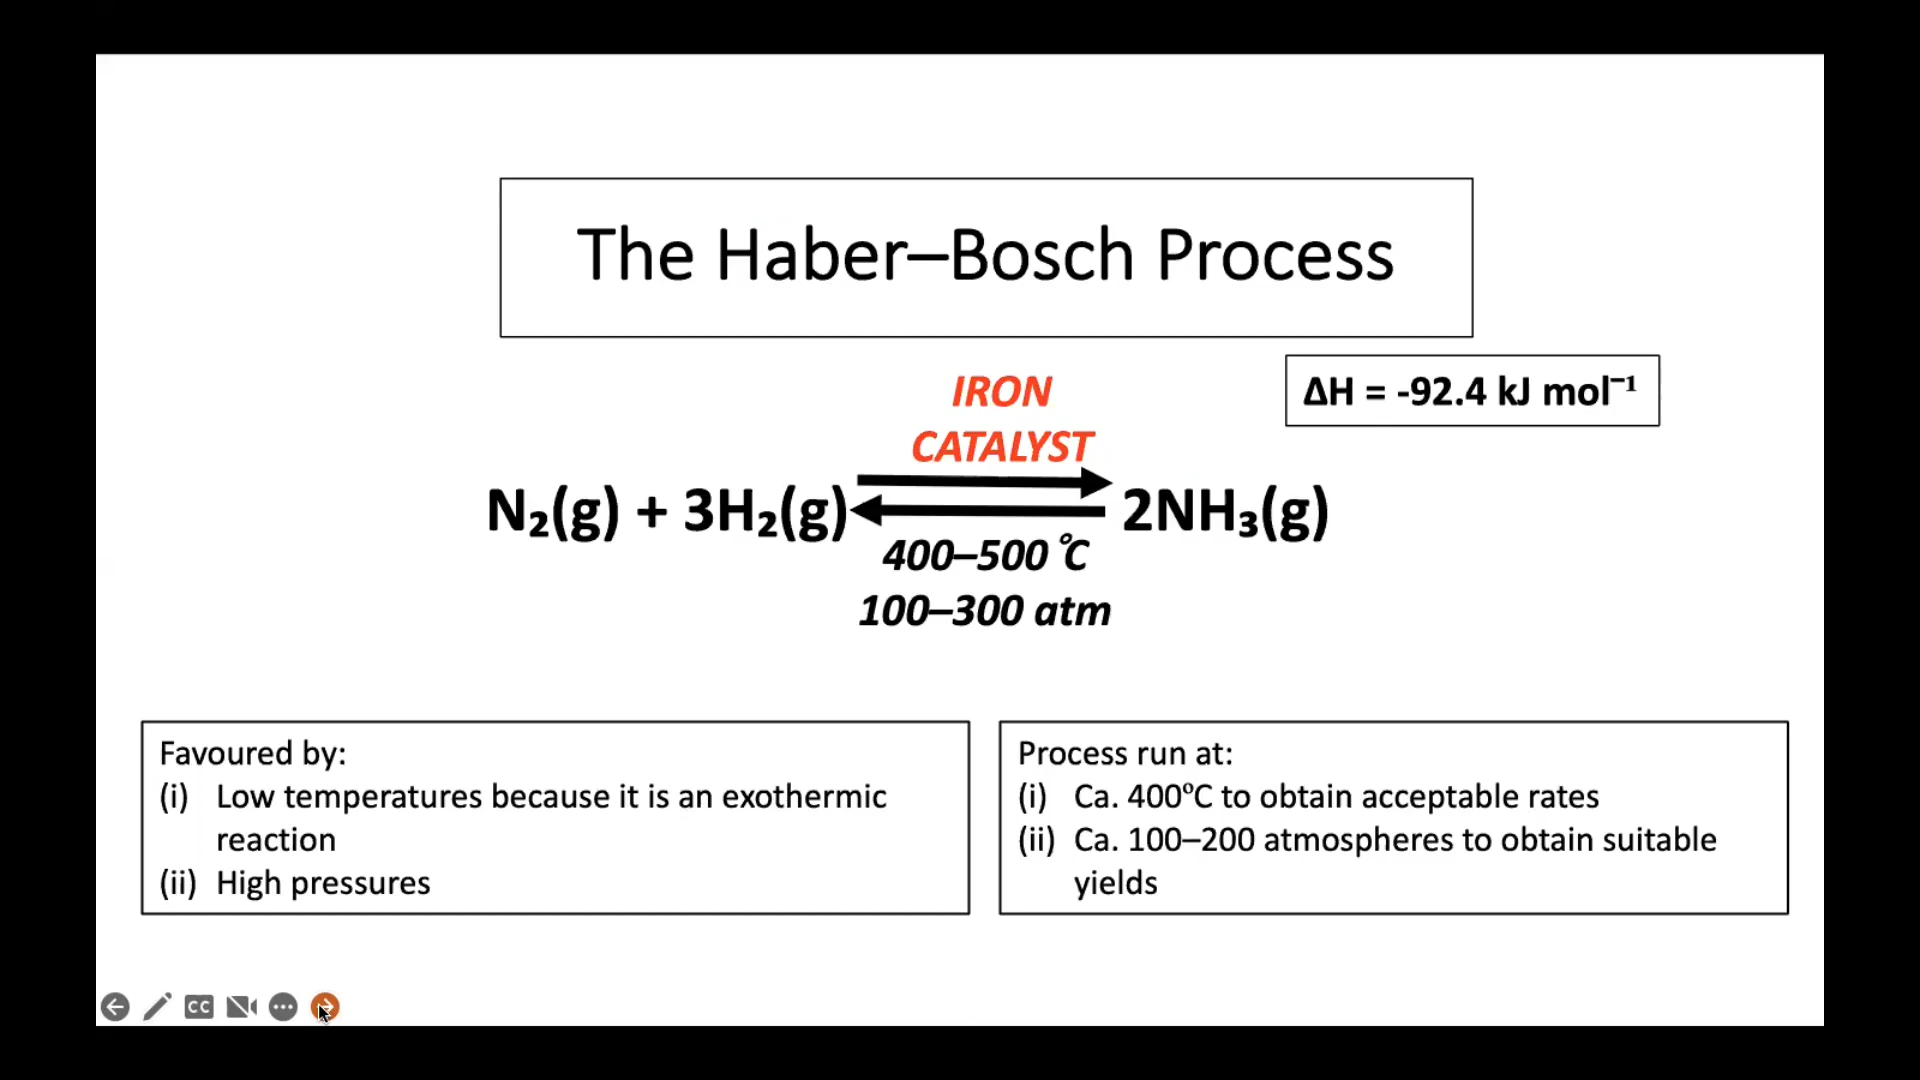 The Haber–Bosch Process
IRON
CATALYST
ΔH = -92.4 kJ mol⁻¹
N₂(g) + 3H₂(g) 2NH₃(g)
400–500 °C
100–300 atm
Favoured by:
(i) Low temperatures because it is an exothermic
reaction
(ii) High pressures
Process run at:
(i) Ca. 400ºC to obtain acceptable rates
(ii) Ca. 100–200 atmospheres to obtain suitable
yields
CC